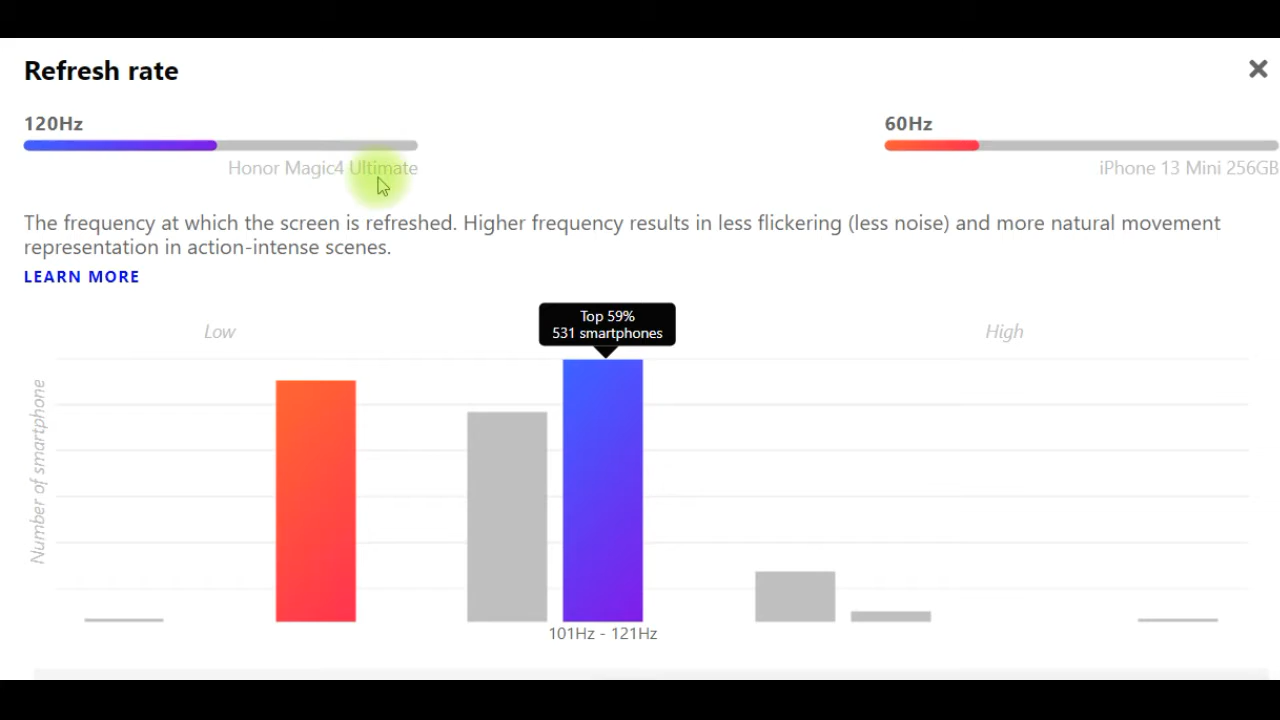 Refresh rate
120Hz
Honor Magic4 Ultimate
60Hz
iPhone 13 Mini 256GB
The frequency at which the screen is refreshed. Higher frequency results in less flickering (less noise) and more natural movement
representation in action-intense scenes.
LEARN MORE
Low
Top 59%
531 smartphones
High
Number of smartphone
101Hz - 121Hz